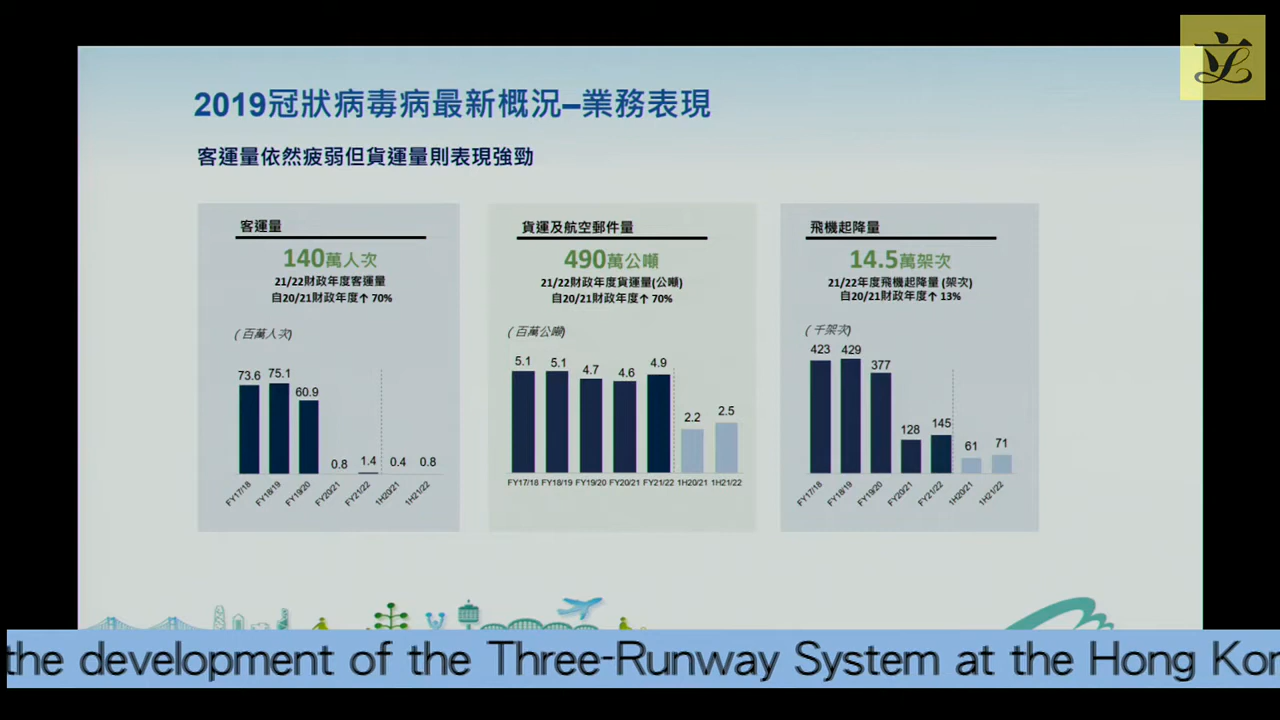 2019冠狀病毒病最新概況–業務表現
客運量依然疲弱但貨運量則表現強勁
客運量
140萬人次
21/22財政年度客運量
自20/21財政年度↑ 70%
(百萬人次)
73.6 75.1 60.9 0.8 1.4 0.4 0.8
FY17/18 FY18/19 FY19/20 FY20/21 FY21/22 1H20/21 1H21/22
貨運及航空郵件量
490萬公噸
21/22財政年度貨運量(公噸)
自20/21財政年度↑ 70%
(百萬公噸)
5.1 5.1 4.7 4.6 4.9 2.2 2.5
FY17/18 FY18/19 FY19/20 FY20/21 FY21/22 1H20/21 1H21/22
飛機起降量
14.5萬架次
21/22年度飛機起降量 (架次)
自20/21財政年度↑ 13%
(千架次)
423 429 377 128 145 61 71
FY17/18 FY18/19 FY19/20 FY20/21 FY21/22 1H20/21 1H21/22
the development of the Three-Runway System at the Hong Kon